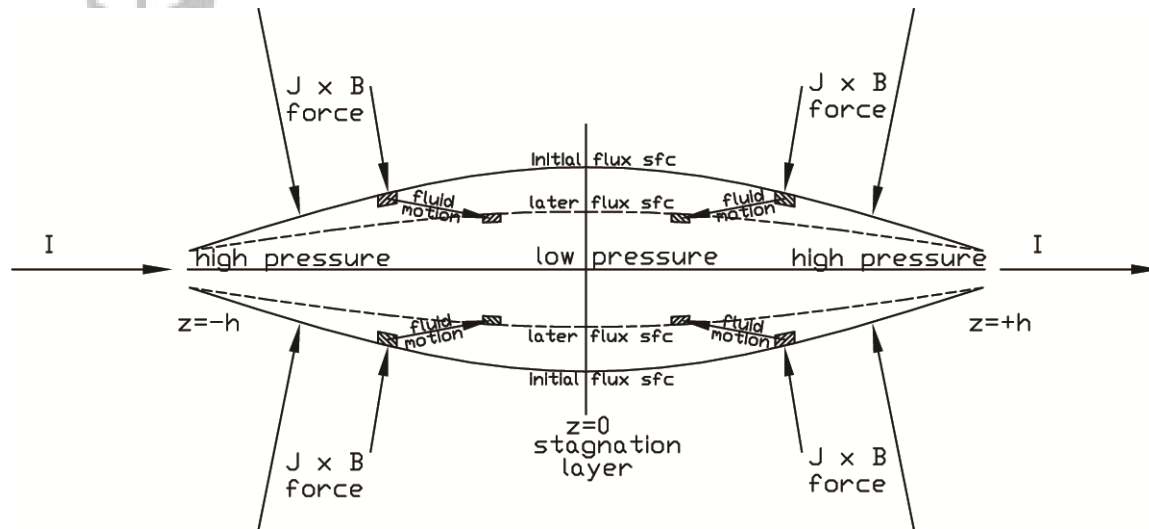 J x B
force
J x B
force
initial flux sfc
fluid
motion
later flux sfc
fluid
motion
I
high pressure
low pressure
high pressure
I
z=-h
fluid
motion
later flux sfc
fluid
motion
z=+h
initial flux sfc
z=0
stagnation
layer
J x B
force
J x B
force